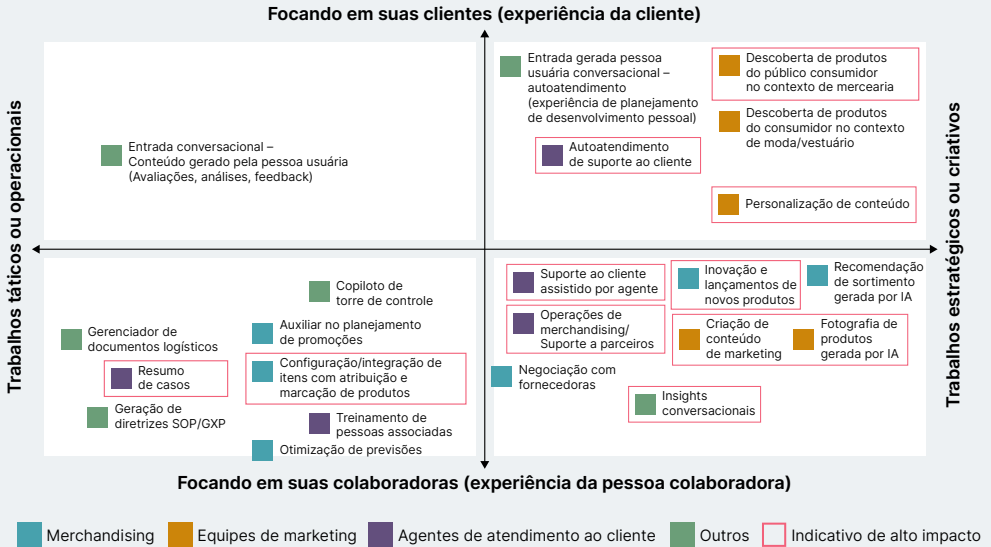 Focando em suas clientes (experiência da cliente)
Trabalhos táticos ou operacionais
Entrada conversacional –
Conteúdo gerado pela pessoa usuária
(Avaliações, análises, feedback)
Entrada gerada pessoa
usuária conversacional –
autoatendimento
(experiência de planejamento
de desenvolvimento pessoal)
Autoatendimento
de suporte ao cliente
Descoberta de produtos
do público consumidor
no contexto de mercearia
Descoberta de produtos
do consumidor no contexto
de moda/vestuário
Personalização de conteúdo
Trabalhos estratégicos ou criativos
Copiloto de
torre de controle
Gerenciador de
documentos logísticos
Auxiliar no planejamento
de promoções
Resumo
de casos
Configuração/integração de
itens com atribuição e
marcação de produtos
Geração de
diretrizes SOP/GXP
Treinamento de
pessoas associadas
Otimização de previsões
Suporte ao cliente
assistido por agente
Inovação e
lançamentos de
novos produtos
Recomendação
de sortimento
gerada por IA
Operações de
merchandising/
Suporte a parceiros
Criação de
conteúdo
de marketing
Fotografia de
produtos
gerada por IA
Negociação com
fornecedoras
Insights
conversacionais
Focando em suas colaboradoras (experiência da pessoa colaboradora)
Merchandising
Equipes de marketing
Agentes de atendimento ao cliente
Outros
Indicativo de alto impacto